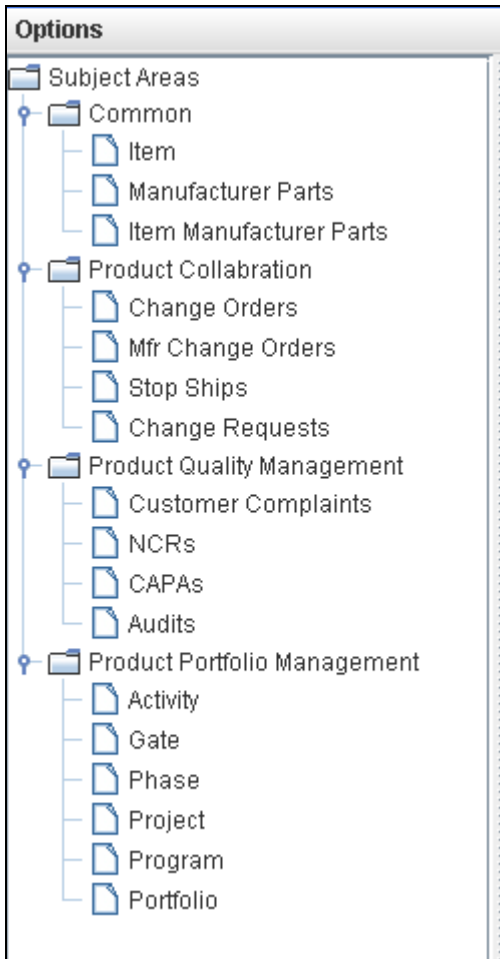 Options
Subject Areas
Common
Item
Manufacturer Parts
Item Manufacturer Parts
Product Collabration
Change Orders
Mfr Change Orders
Stop Ships
Change Requests
Product Quality Management
Customer Complaints
NCRs
CAPAs
Audits
Product Portfolio Management
Activity
Gate
Phase
Project
Program
Portfolio